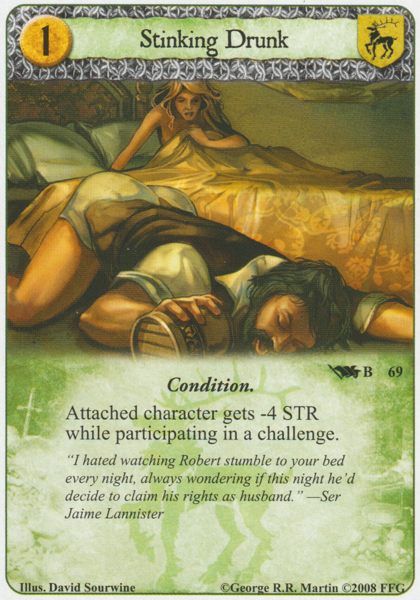 1
Stinking Drunk
B 69
Condition.
Attached character gets -4 STR
while participating in a challenge.
“I hated watching Robert stumble to your bed
every night, always wondering if this night he’d
decide to claim his rights as husband.” —Ser
Jaime Lannister
Illus. David Sourwine ©George R.R. Martin ©2008 FFG